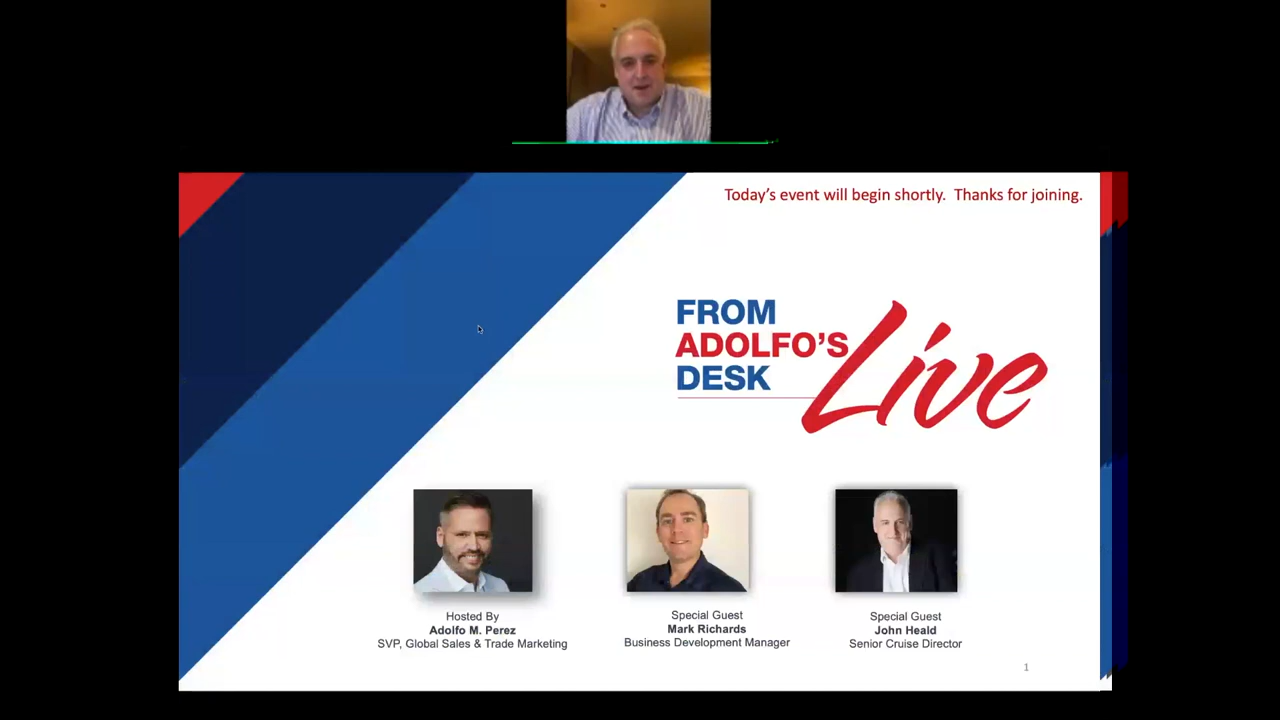 Today's event will begin shortly.  Thanks for joining.
FROM
ADOLFO'S
DESK
Live
Hosted By
Adolfo M. Perez
SVP, Global Sales & Trade Marketing
Special Guest
Mark Richards
Business Development Manager
Special Guest
John Heald
Senior Cruise Director
1